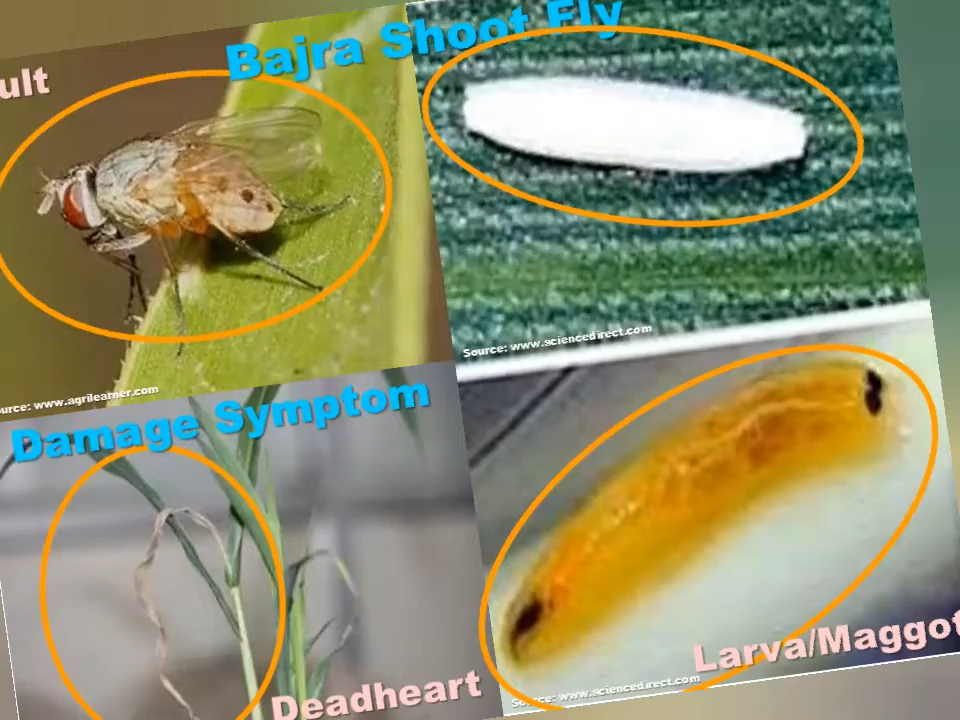 Bajra Shoot Fly
ult
Source: www.sciencedirect.com
urce: www.agrilearner.com
Damage Symptom
Larva/Maggot
Deadheart
Source: www.sciencedirect.com